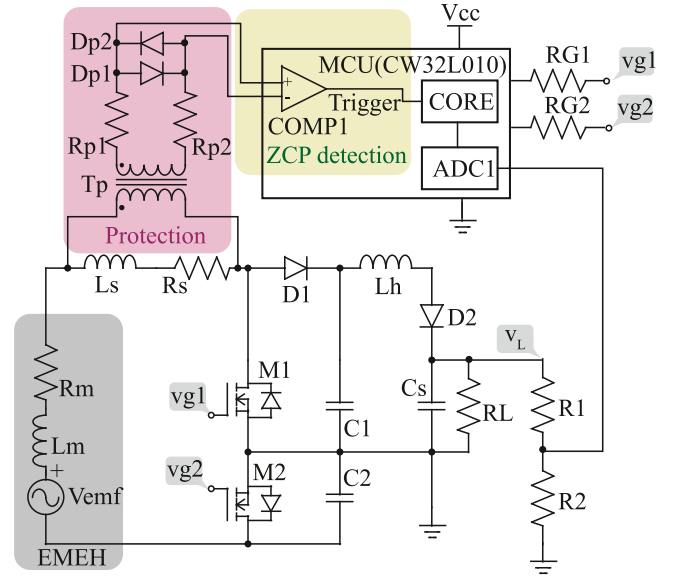 Vcc
Dp2
Dp1
Rp1
Rp2
Tp
Protection
+
-
COMP1
Trigger
ZCP detection
MCU(CW32L010)
CORE
ADC1
RG1
vg1
RG2
vg2
Ls
Rs
D1
Lh
D2
vL
Rm
Lm
+
Vemf
EMEH
vg1
M1
vg2
M2
C1
C2
Cs
RL
R1
R2